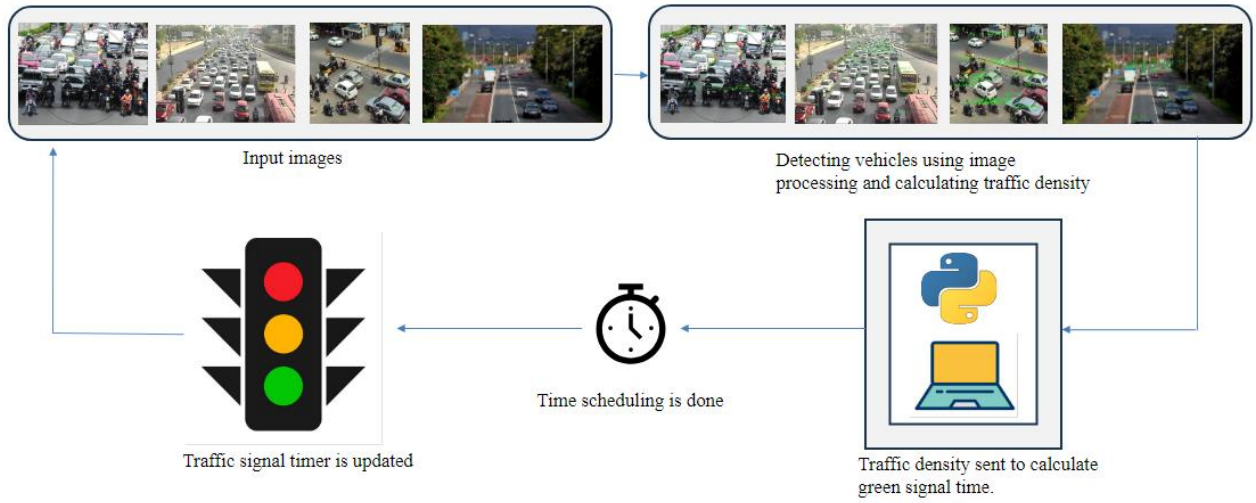 Input images
Detecting vehicles using image
processing and calculating traffic density
Time scheduling is done
Traffic signal timer is updated
Traffic density sent to calculate
green signal time.